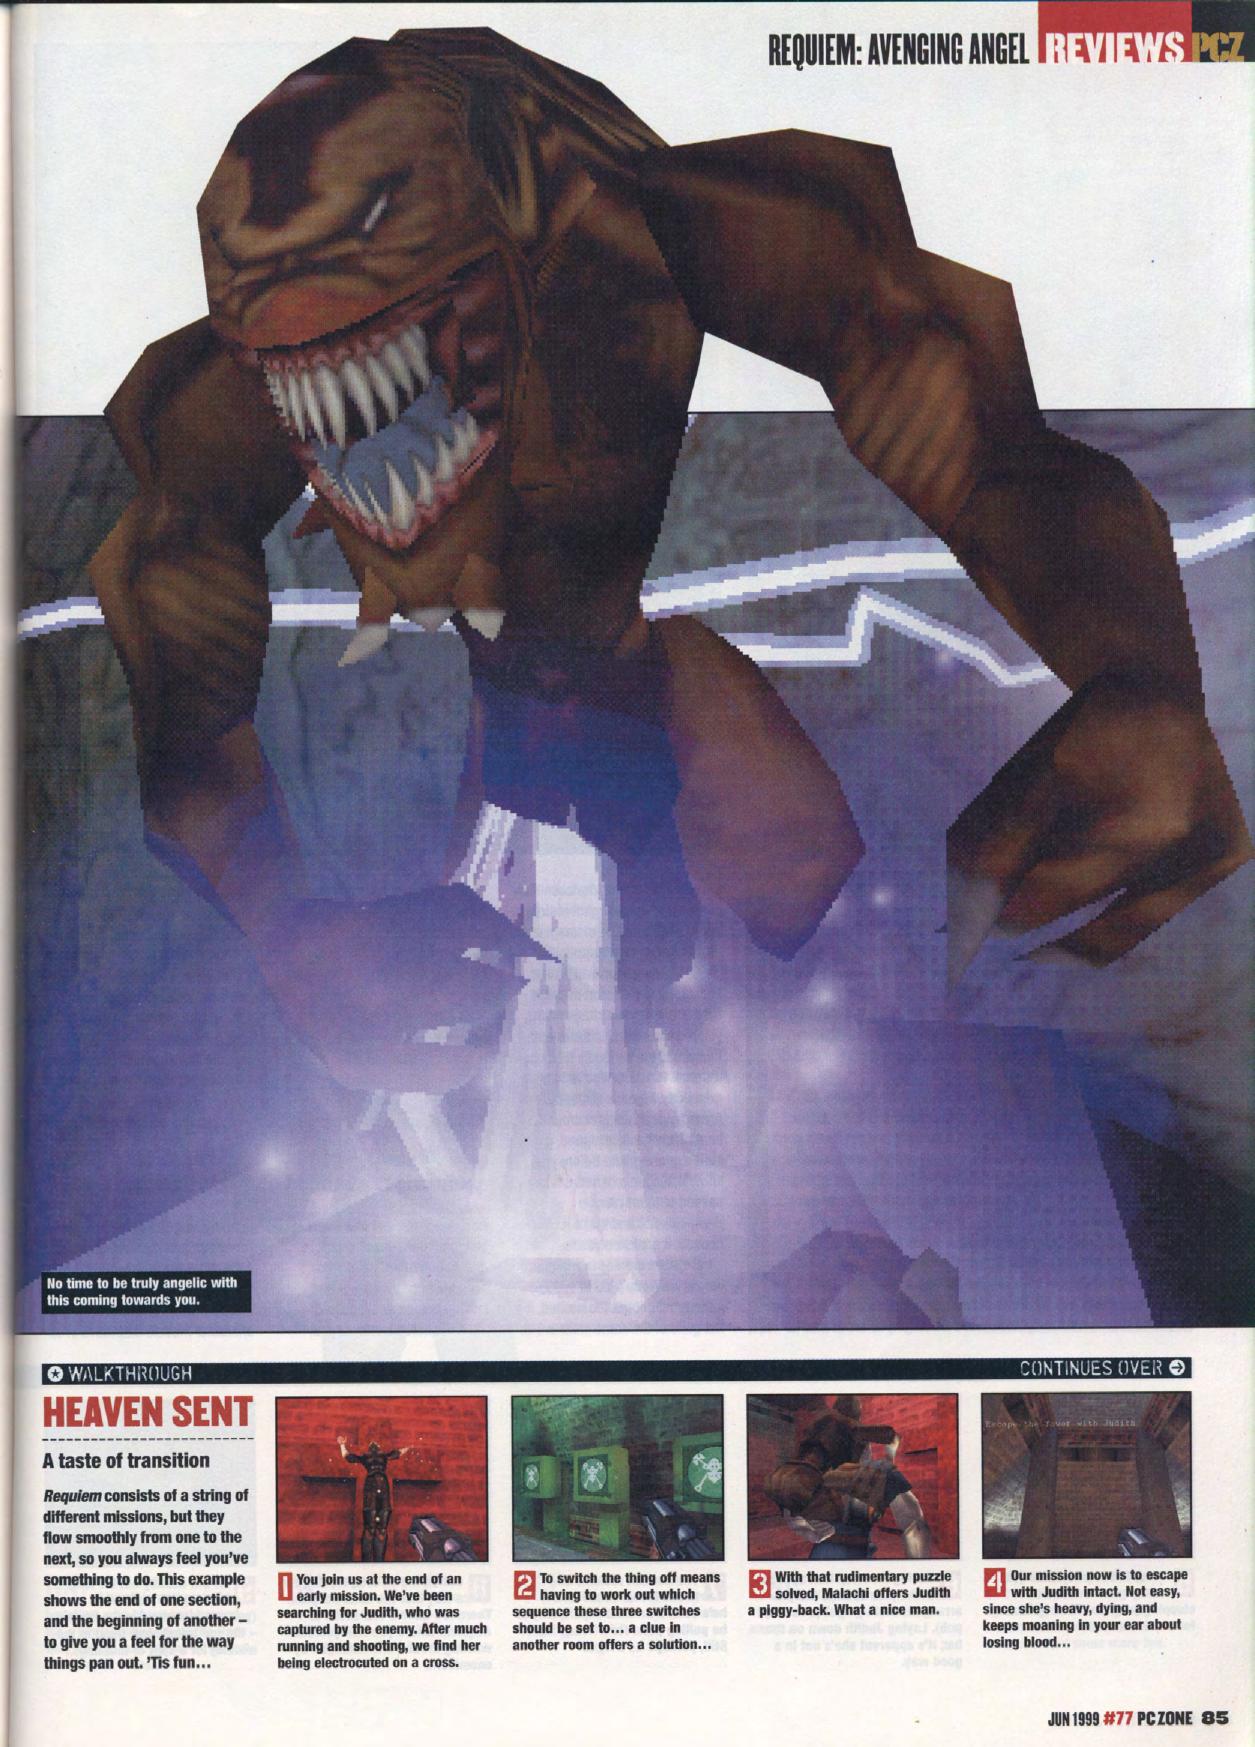 REQUIEM: AVENGING ANGEL REVIEWS PCZ
No time to be truly angelic with
this coming towards you.
WALKTHROUGH
CONTINUES OVER
HEAVEN SENT
A taste of transition
Requiem consists of a string of
different missions, but they
flow smoothly from one to the
next, so you always feel you've
something to do. This example
shows the end of one section,
and the beginning of another –
to give you a feel for the way
things pan out. 'Tis fun...
1 You join us at the end of an
early mission. We've been
searching for Judith, who was
captured by the enemy. After much
running and shooting, we find her
being electrocuted on a cross.
2 To switch the thing off means
having to work out which
sequence these three switches
should be set to... a clue in
another room offers a solution...
3 With that rudimentary puzzle
solved, Malachi offers Judith
a piggy-back. What a nice man.
Escape the Tower with Judith
4 Our mission now is to escape
with Judith intact. Not easy,
since she's heavy, dying, and
keeps moaning in your ear about
losing blood...
JUN 1999 #77 PC ZONE 85